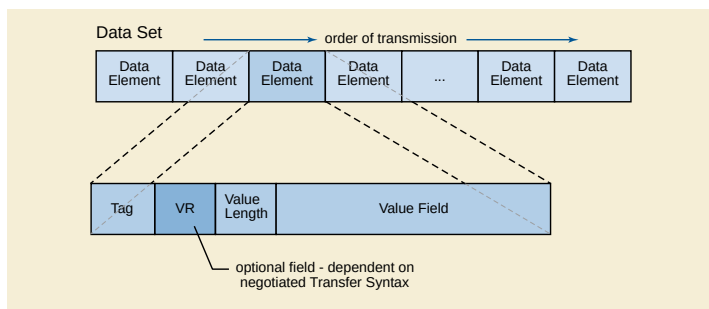 Data Set
order of transmission
Data
Element
Data
Element
Data
Element
Data
Element
...
Data
Element
Data
Element
Tag
VR
Value
Length
Value Field
optional field - dependent on
negotiated Transfer Syntax